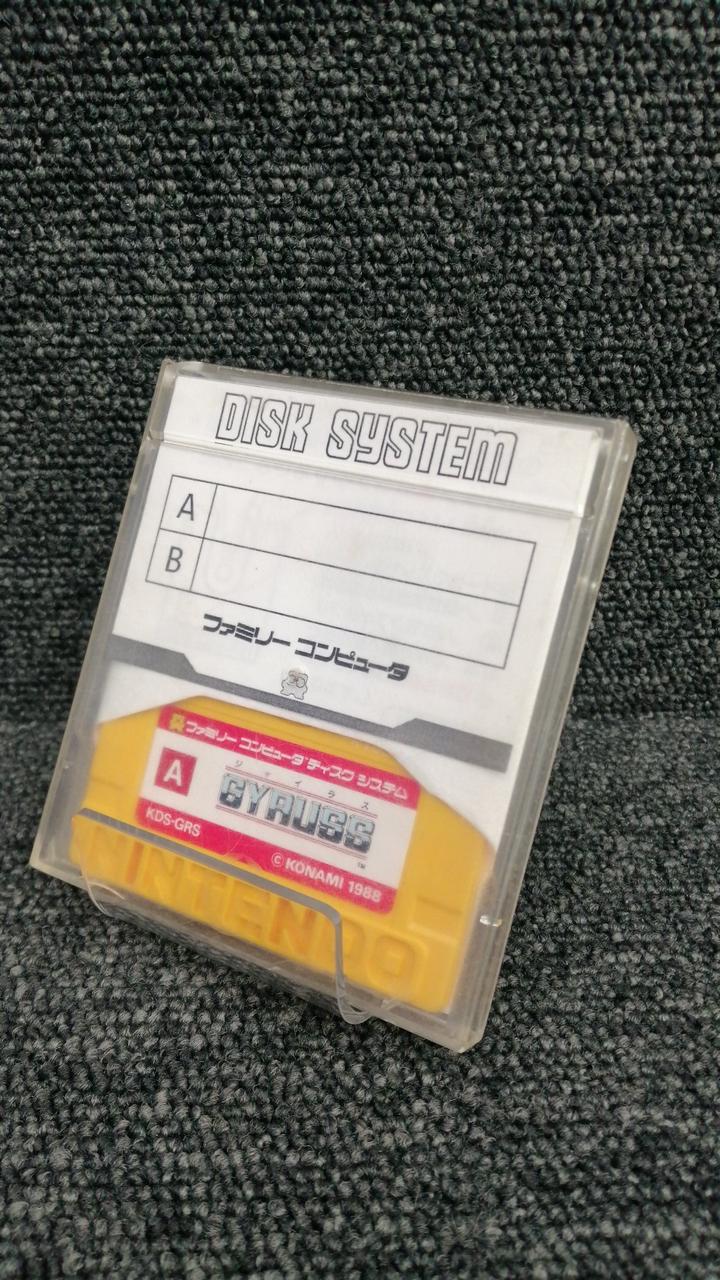 DISK SYSTEM
A
B
ファミリー コンピュータ
ファミリー コンピュータ ディスク システム
A
ジャイラス
GYRUSS
TM
KDS-GRS
© KONAMI 1988
NINTENDO